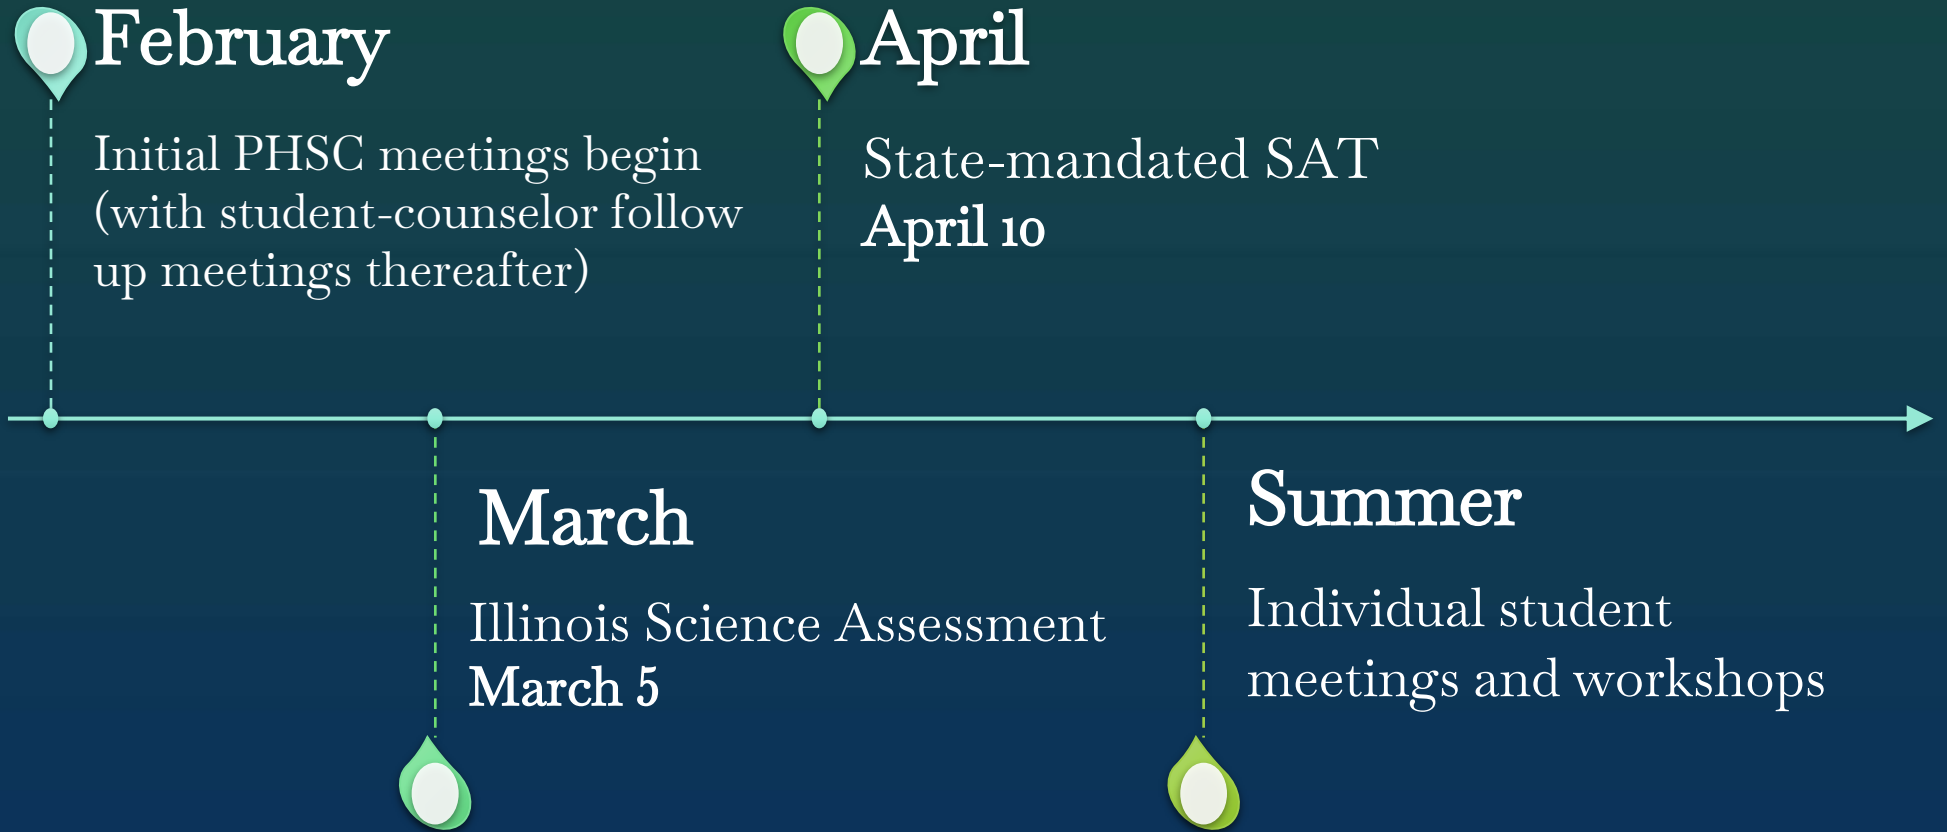 February
Initial PHSC meetings begin
(with student-counselor follow
up meetings thereafter)
April
State-mandated SAT
April 10
March
Illinois Science Assessment
March 5
Summer
Individual student
meetings and workshops